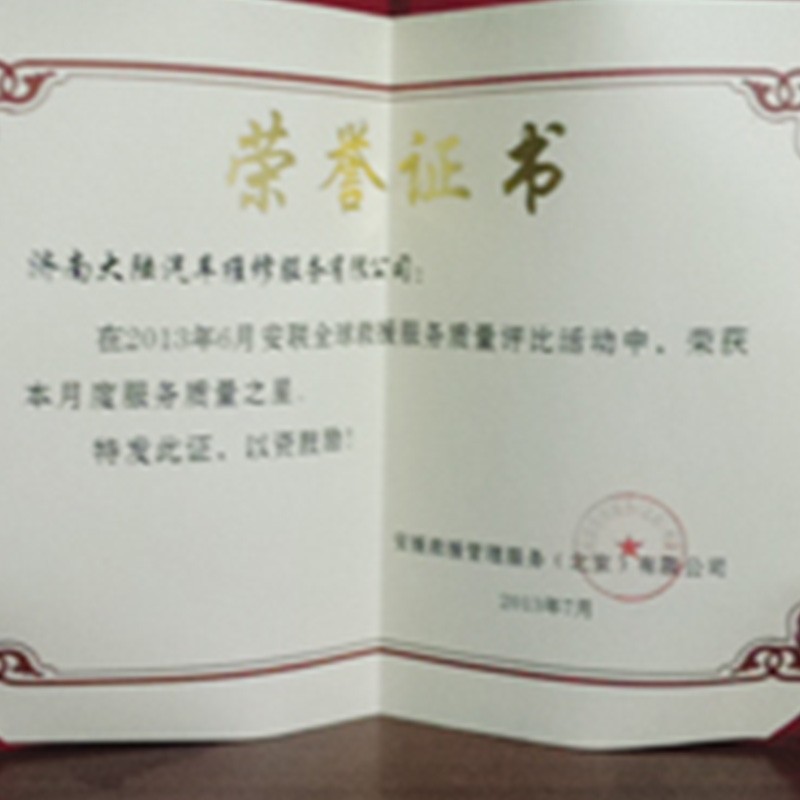 荣誉证书
济南大陆汽车维修服务有限公司:
在2013年6月安联全球救援服务质量评比活动中、荣获
本月度服务质量之星.
特发此证、以资鼓励!
救援管理服务(北京)有限公司
2013年7月